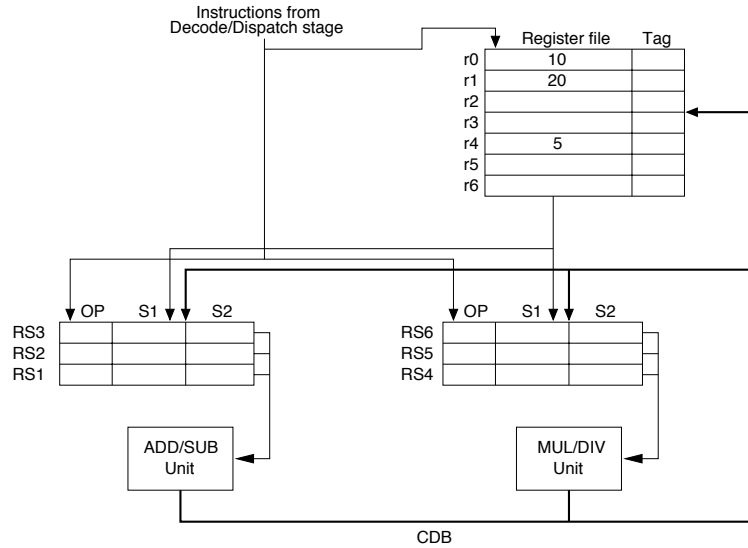 Instructions from
Decode/Dispatch stage
Register file Tag
r0 10
r1 20
r2
r3
r4 5
r5
r6
OP S1 S2
RS3
RS2
RS1
OP S1 S2
RS6
RS5
RS4
ADD/SUB
Unit
MUL/DIV
Unit
CDB